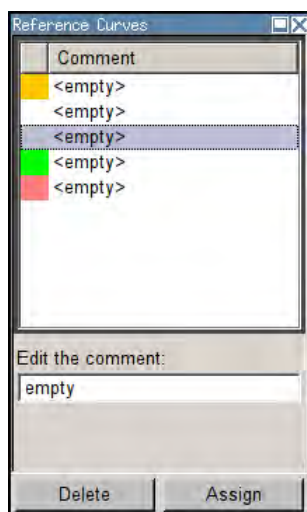 Reference Curves
Comment
<empty>
<empty>
<empty>
<empty>
<empty>
Edit the comment:
empty
Delete Assign